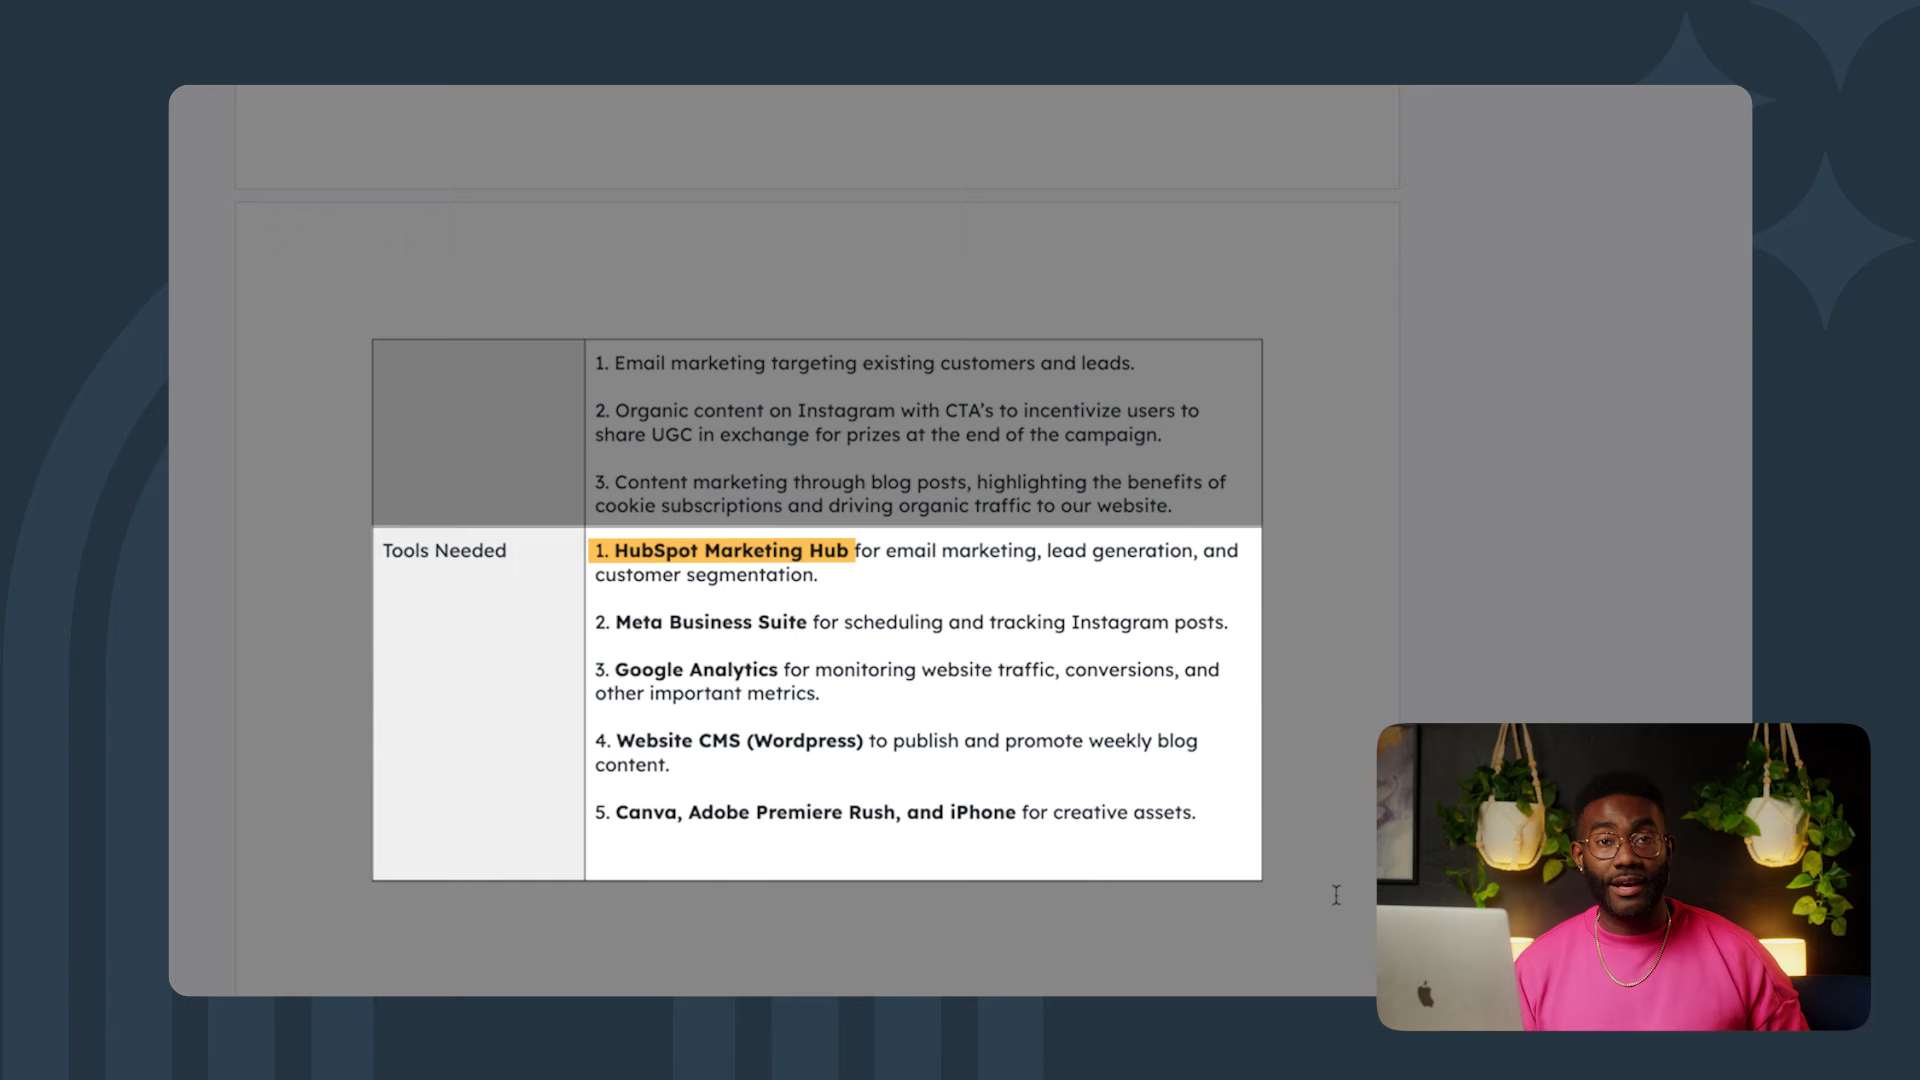 1. Email marketing targeting existing customers and leads.
2. Organic content on Instagram with CTA’s to incentivize users to
share UGC in exchange for prizes at the end of the campaign.
3. Content marketing through blog posts, highlighting the benefits of
cookie subscriptions and driving organic traffic to our website.
Tools Needed
1. HubSpot Marketing Hub for email marketing, lead generation, and
customer segmentation.
2. Meta Business Suite for scheduling and tracking Instagram posts.
3. Google Analytics for monitoring website traffic, conversions, and
other important metrics.
4. Website CMS (Wordpress) to publish and promote weekly blog
content.
5. Canva, Adobe Premiere Rush, and iPhone for creative assets.